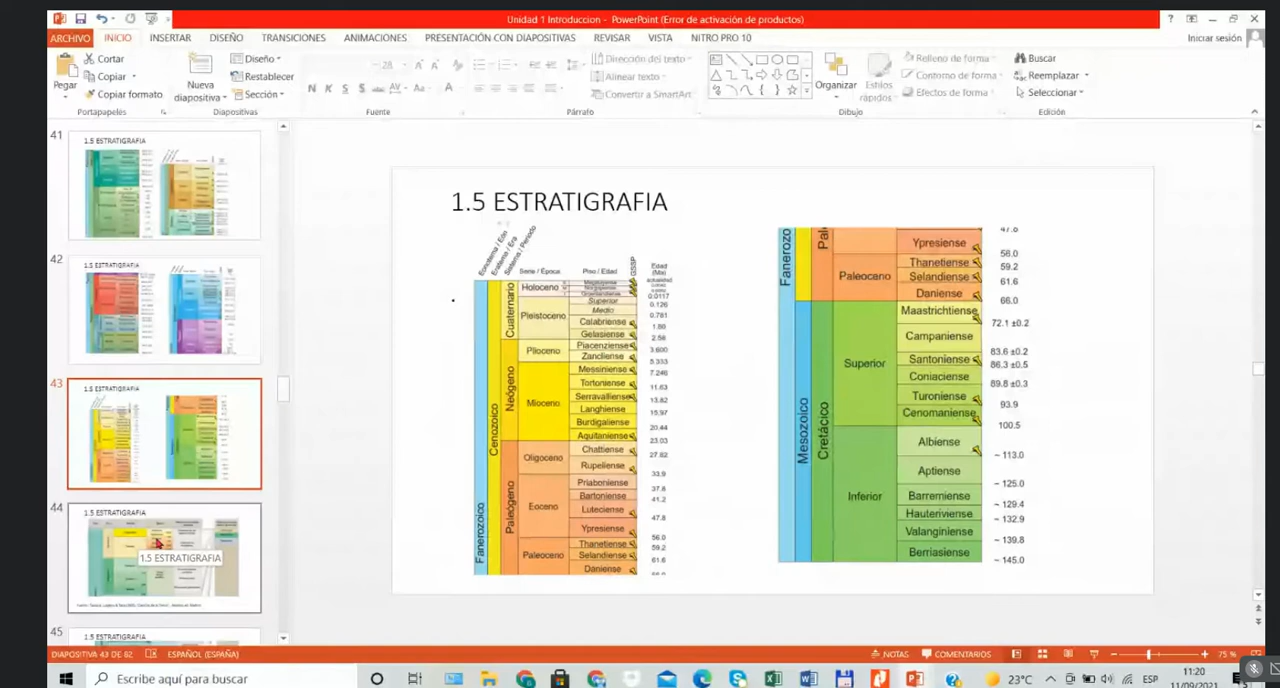 Unidad 1 Introduccion - PowerPoint (Error de activación de productos)
ARCHIVO INICIO INSERTAR DISEÑO TRANSICIONES ANIMACIONES PRESENTACIÓN CON DIAPOSITIVAS REVISAR VISTA NITRO PRO 10 Iniciar sesión
Pegar
Cortar
Copiar
Copiar formato
Portapapeles
Nueva diapositiva
Diseño
Restablecer
Sección
Diapositivas
28
N K S S abc AV Aa A
Fuente
Dirección del texto
Alinear texto
Convertir a SmartArt
Párrafo
Organizar
Estilos rápidos
Relleno de forma
Contorno de forma
Efectos de forma
Dibujo
Buscar
Reemplazar
Seleccionar
Edición
41
1.5 ESTRATIGRAFIA
42
1.5 ESTRATIGRAFIA
43
1.5 ESTRATIGRAFIA
44
1.5 ESTRATIGRAFIA
1.5 ESTRATIGRAFIA
45
1.5 ESTRATIGRAFIA
1.5 ESTRATIGRAFIA
Eonotema / Eón
Eratema / Era
Sistema / Período
Serie / Época
Piso / Edad
GSSP
Edad (Ma)
actualidad
Fanerozoico
Cenozoico
Cuaternario
Neógeno
Paleógeno
Holoceno
0.0117
Pleistoceno
Superior
0.126
Medio
0.781
Calabriense
1.80
Gelasiense
2.58
Plioceno
Piacenziense
3.600
Zancliense
5.333
Mioceno
Messiniense
7.246
Tortoniense
11.63
Serravalliense
13.82
Langhiense
15.97
Burdigaliense
20.44
Aquitaniense
23.03
Oligoceno
Chattiense
27.82
Rupeliense
33.9
Eoceno
Priaboniense
37.8
Bartoniense
41.2
Luteciense
47.8
Ypresiense
56.0
Paleoceno
Thanetiense
59.2
Selandiense
61.6
Daniense
Fanerozo
Pal
47.8
Ypresiense
56.0
Paleoceno
Thanetiense
59.2
Selandiense
61.6
Daniense
66.0
Mesozoico
Cretácico
Superior
Maastrichtiense
72.1 ±0.2
Campaniense
83.6 ±0.2
Santoniense
86.3 ±0.5
Coniaciense
89.8 ±0.3
Turoniense
93.9
Cenomaniense
100.5
Inferior
Albiense
~ 113.0
Aptiense
~ 125.0
Barremiense
~ 129.4
Hauteriviense
~ 132.9
Valanginiense
~ 139.8
Berriasiense
~ 145.0
DIAPOSITIVA 43 DE 62 ESPAÑOL (ESPAÑA) NOTAS COMENTARIOS 75 %
Escribe aquí para buscar
23°C
ESP
11:20
11/09/2021